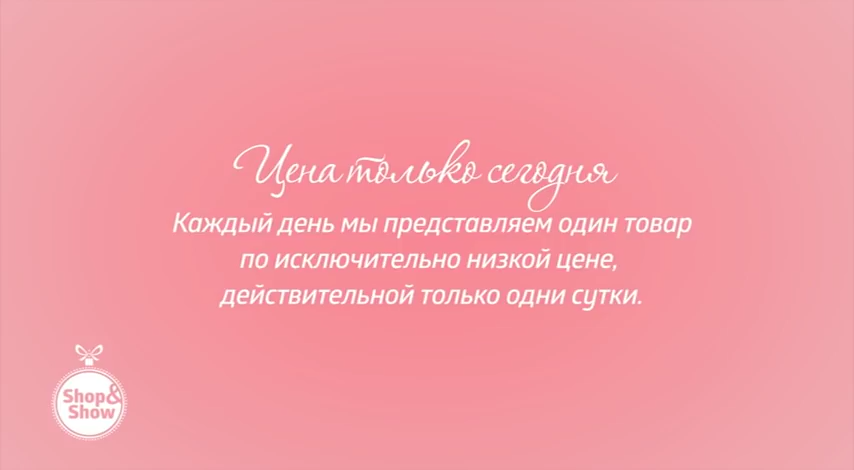 Цена только сегодня
Каждый день мы представляем один товар
по исключительно низкой цене,
действительной только одни сутки.
Shop&
Show